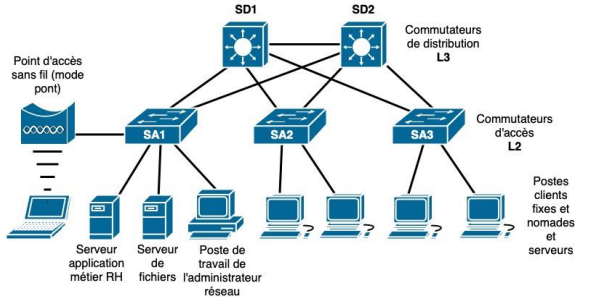 SD1
SD2
Commutateurs
de distribution
L3
Point d'accès
sans fil (mode
pont)
SA1
SA2
SA3
Commutateurs
d'accès
L2
Postes
clients
fixes et
nomades
et
serveurs
Serveur
application
métier RH
Serveur
de
fichiers
Poste de
travail de
l'administrateur
réseau